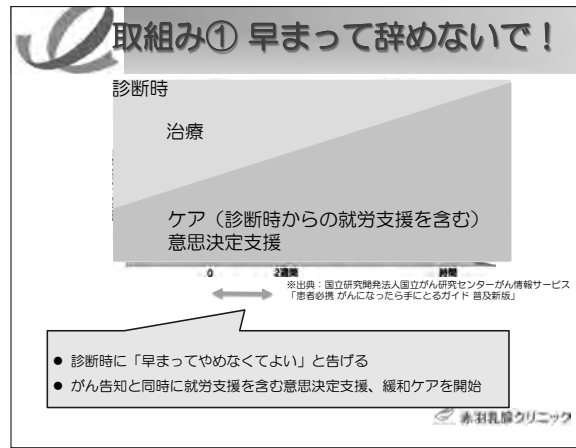 取組み① 早まって辞めないで！
診断時
治療
ケア（診断時からの就労支援を含む）
意思決定支援
0 2週間 時間
※出典：国立研究開発法人国立がん研究センターがん情報サービス
「患者必携 がんになったら手にとるガイド 普及新版」
● 診断時に「早まってやめなくてよい」と告げる
● がん告知と同時に就労支援を含む意思決定支援、緩和ケアを開始
赤羽乳腺クリニック